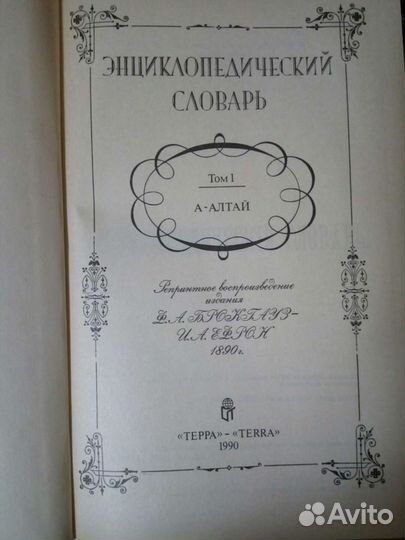 ЭНЦИКЛОПЕДИЧЕСКИЙ
СЛОВАРЬ
Том 1
А-АЛТАЙ
Репринтное воспроизведение
издания
Ф.А. БРОКГАУЗ–
И.А. ЕФРОН
1890 г.
«ТЕРРА» – «TERRA»
1990
Avito